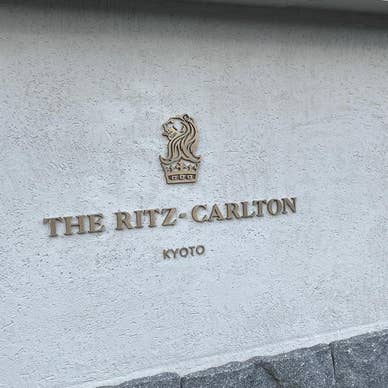 THE RITZ-CARLTON
KYOTO